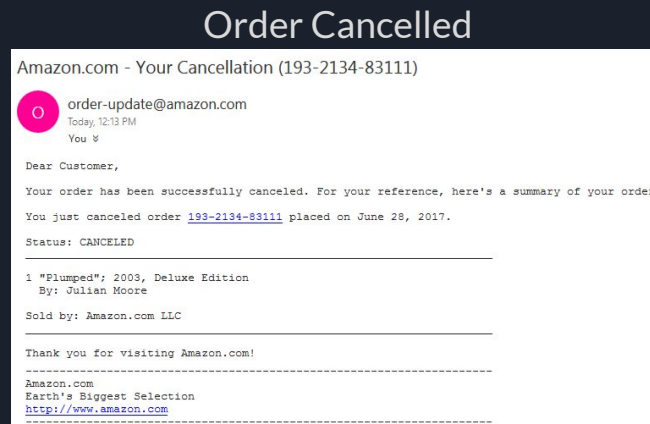 Order Cancelled
Amazon.com - Your Cancellation (193-2134-83111)
O
order-update@amazon.com
Today, 12:13 PM
You
Dear Customer,
Your order has been successfully canceled. For your reference, here's a summary of your order
You just canceled order 193-2134-83111 placed on June 28, 2017.
Status: CANCELED
1 "Plumped"; 2003, Deluxe Edition
By: Julian Moore
Sold by: Amazon.com LLC
Thank you for visiting Amazon.com!
Amazon.com
Earth's Biggest Selection
http://www.amazon.com